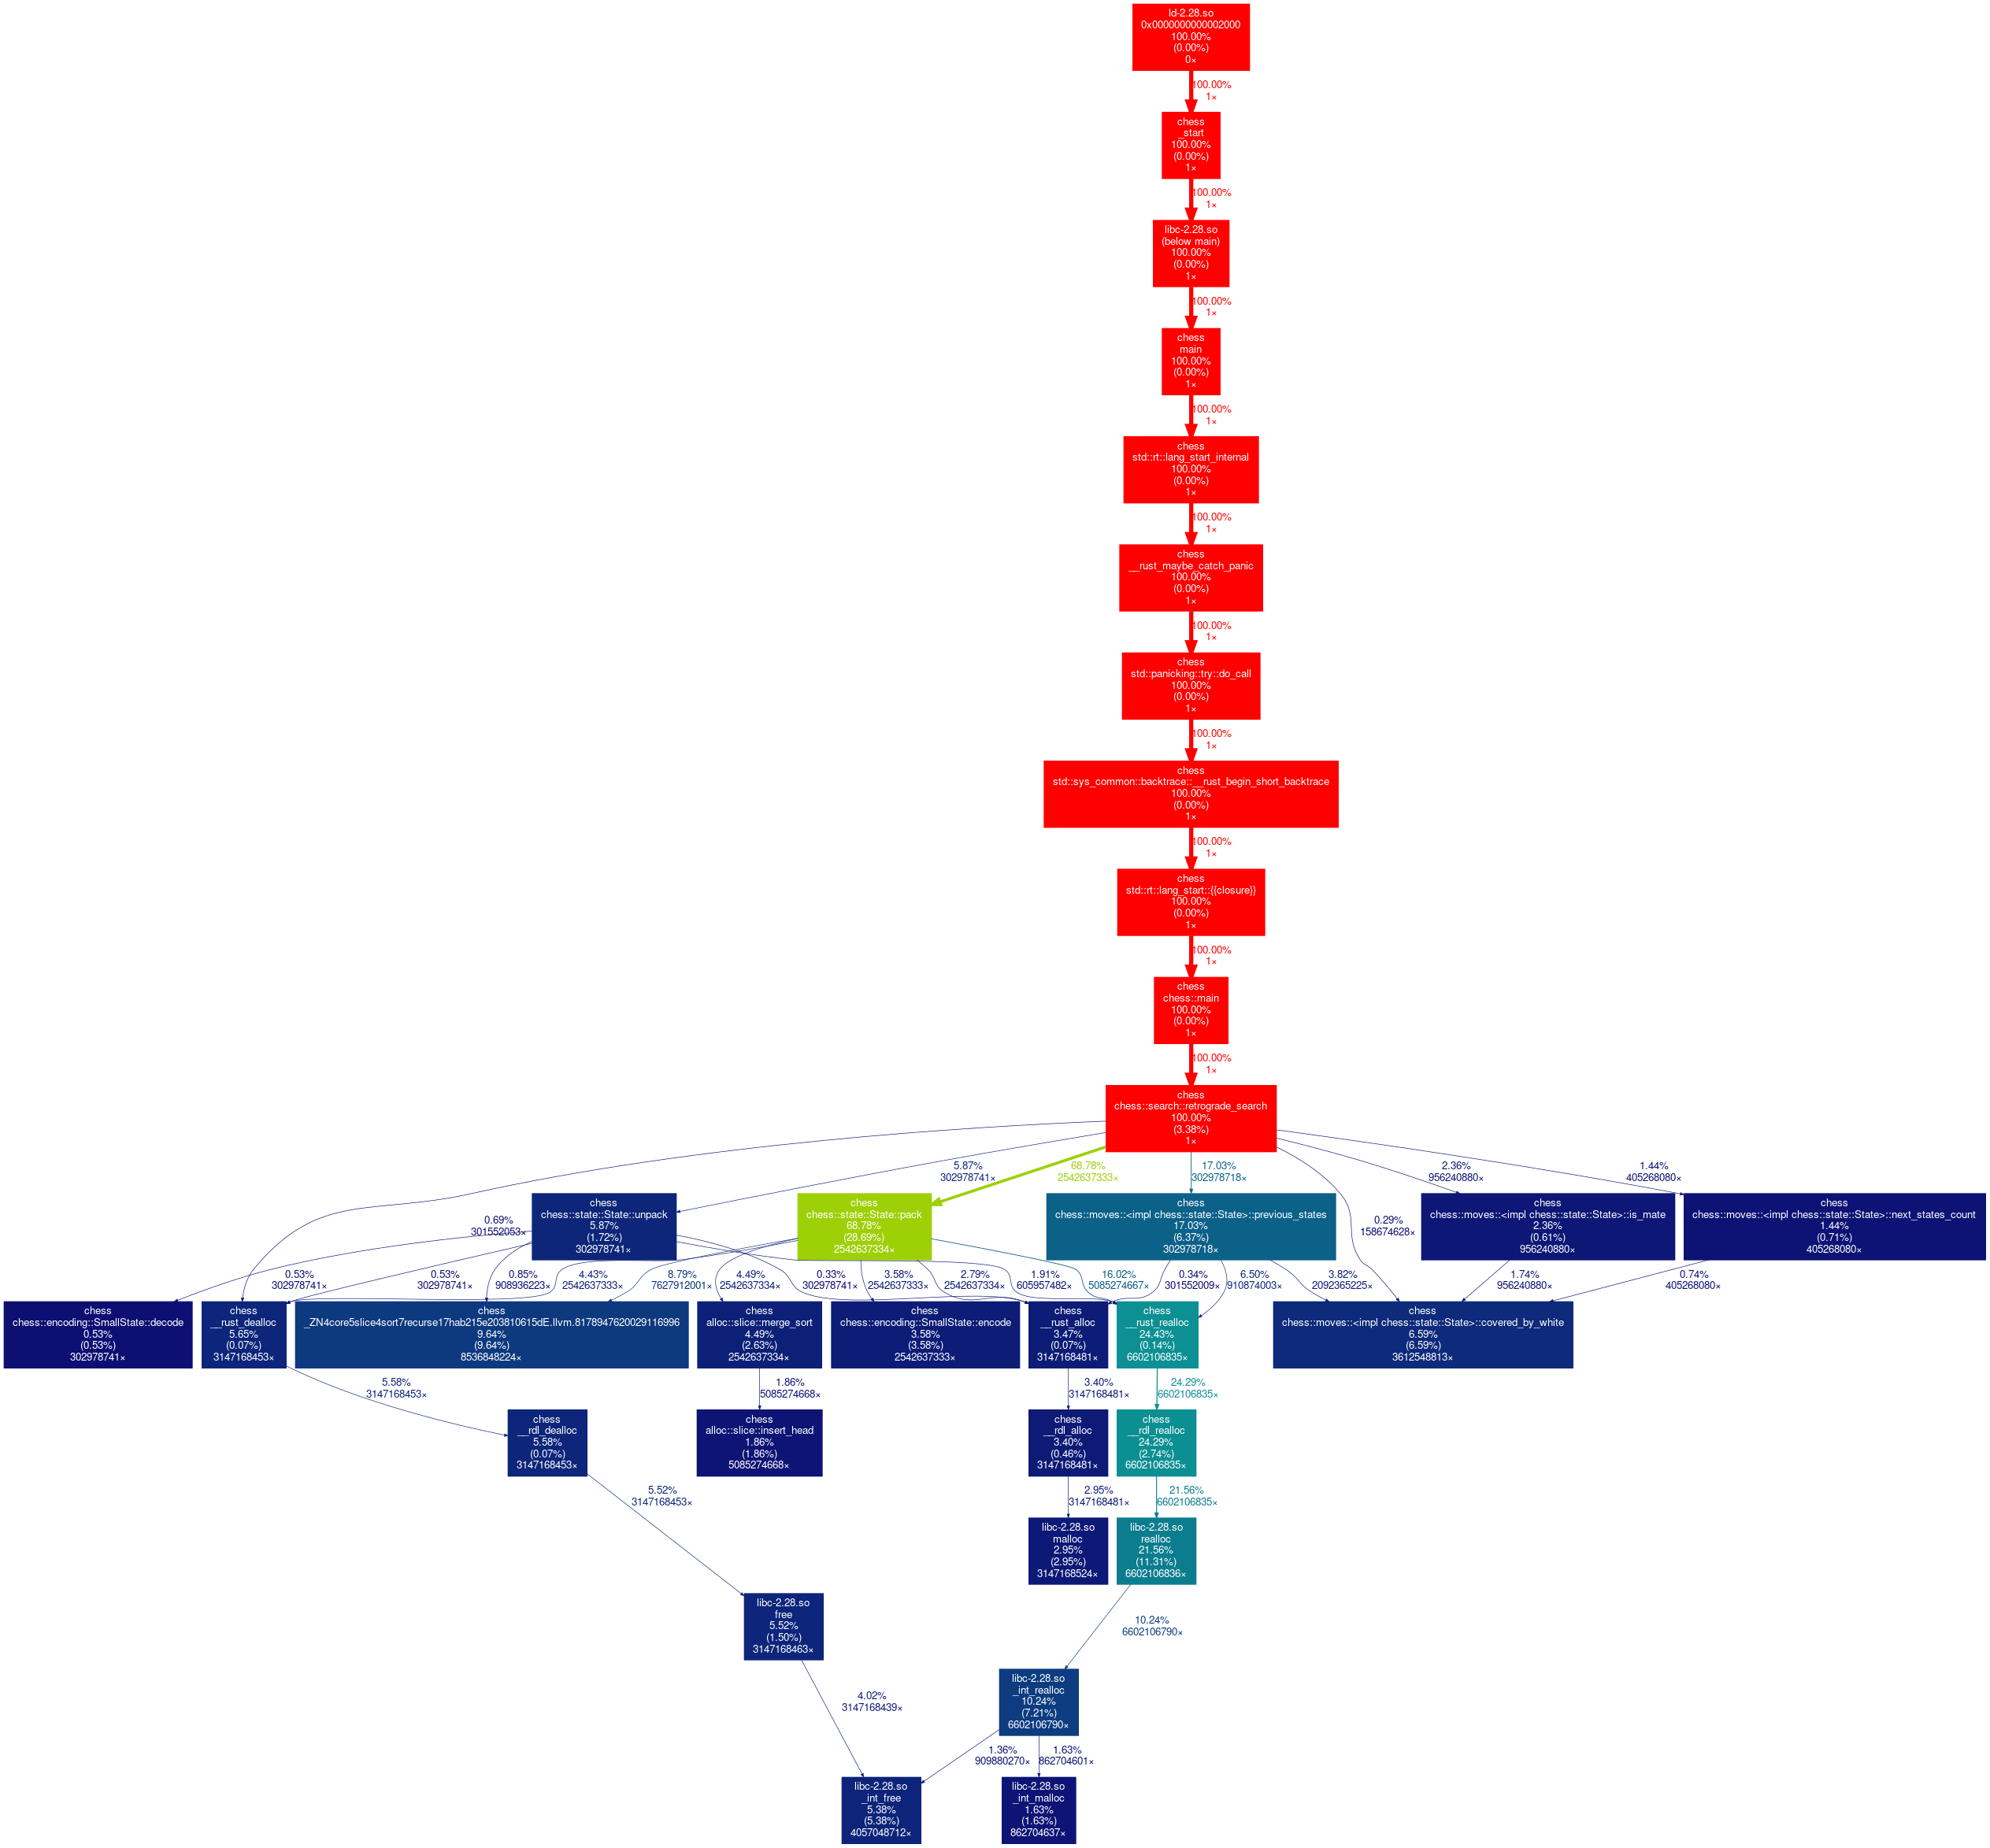 ld-2.28.so
0x0000000000002000
100.00%
(0.00%)
0×
100.00%
1×
chess
_start
100.00%
(0.00%)
1×
100.00%
1×
libc-2.28.so
(below main)
100.00%
(0.00%)
1×
100.00%
1×
chess
main
100.00%
(0.00%)
1×
100.00%
1×
chess
std::rt::lang_start_internal
100.00%
(0.00%)
1×
100.00%
1×
chess
__rust_maybe_catch_panic
100.00%
(0.00%)
1×
100.00%
1×
chess
std::panicking::try::do_call
100.00%
(0.00%)
1×
100.00%
1×
chess
std::sys_common::backtrace::__rust_begin_short_backtrace
100.00%
(0.00%)
1×
100.00%
1×
chess
std::rt::lang_start::{{closure}}
100.00%
(0.00%)
1×
100.00%
1×
chess
chess::main
100.00%
(0.00%)
1×
100.00%
1×
chess
chess::search::retrograde_search
100.00%
(3.38%)
1×
5.87%
302978741×
68.78%
2542637333×
17.03%
302978718×
2.36%
956240880×
1.44%
405268080×
0.69%
301552053×
0.29%
158674628×
chess
chess::state::State::unpack
5.87%
(1.72%)
302978741×
chess
chess::state::State::pack
68.78%
(28.69%)
2542637334×
chess
chess::moves::<impl chess::state::State>::previous_states
17.03%
(6.37%)
302978718×
chess
chess::moves::<impl chess::state::State>::is_mate
2.36%
(0.61%)
956240880×
chess
chess::moves::<impl chess::state::State>::next_states_count
1.44%
(0.71%)
405268080×
0.53%
302978741×
0.53%
302978741×
0.85%
908936223×
4.43%
2542637333×
8.79%
7627912001×
4.49%
2542637334×
0.33%
302978741×
3.58%
2542637333×
2.79%
2542637334×
1.91%
605957482×
16.02%
5085274667×
0.34%
301552009×
6.50%
910874003×
3.82%
2092365225×
1.74%
956240880×
0.74%
405268080×
chess
chess::encoding::SmallState::decode
0.53%
(0.53%)
302978741×
chess
__rust_dealloc
5.65%
(0.07%)
3147168453×
chess
_ZN4core5slice4sort7recurse17hab215e203810615dE.llvm.8178947620029116996
9.64%
(9.64%)
8536848224×
chess
alloc::slice::merge_sort
4.49%
(2.63%)
2542637334×
chess
chess::encoding::SmallState::encode
3.58%
(3.58%)
2542637333×
chess
__rust_alloc
3.47%
(0.07%)
3147168481×
chess
__rust_realloc
24.43%
(0.14%)
6602106835×
chess
chess::moves::<impl chess::state::State>::covered_by_white
6.59%
(6.59%)
3612548813×
5.58%
3147168453×
1.86%
5085274668×
3.40%
3147168481×
24.29%
6602106835×
chess
__rdl_dealloc
5.58%
(0.07%)
3147168453×
chess
alloc::slice::insert_head
1.86%
(1.86%)
5085274668×
chess
__rdl_alloc
3.40%
(0.46%)
3147168481×
chess
__rdl_realloc
24.29%
(2.74%)
6602106835×
5.52%
3147168453×
2.95%
3147168481×
21.56%
6602106835×
libc-2.28.so
malloc
2.95%
(2.95%)
3147168524×
libc-2.28.so
realloc
21.56%
(11.31%)
6602106836×
libc-2.28.so
free
5.52%
(1.50%)
3147168463×
10.24%
6602106790×
4.02%
3147168439×
libc-2.28.so
_int_realloc
10.24%
(7.21%)
6602106790×
1.36%
909880270×
1.63%
862704601×
libc-2.28.so
_int_free
5.38%
(5.38%)
4057048712×
libc-2.28.so
_int_malloc
1.63%
(1.63%)
862704637×